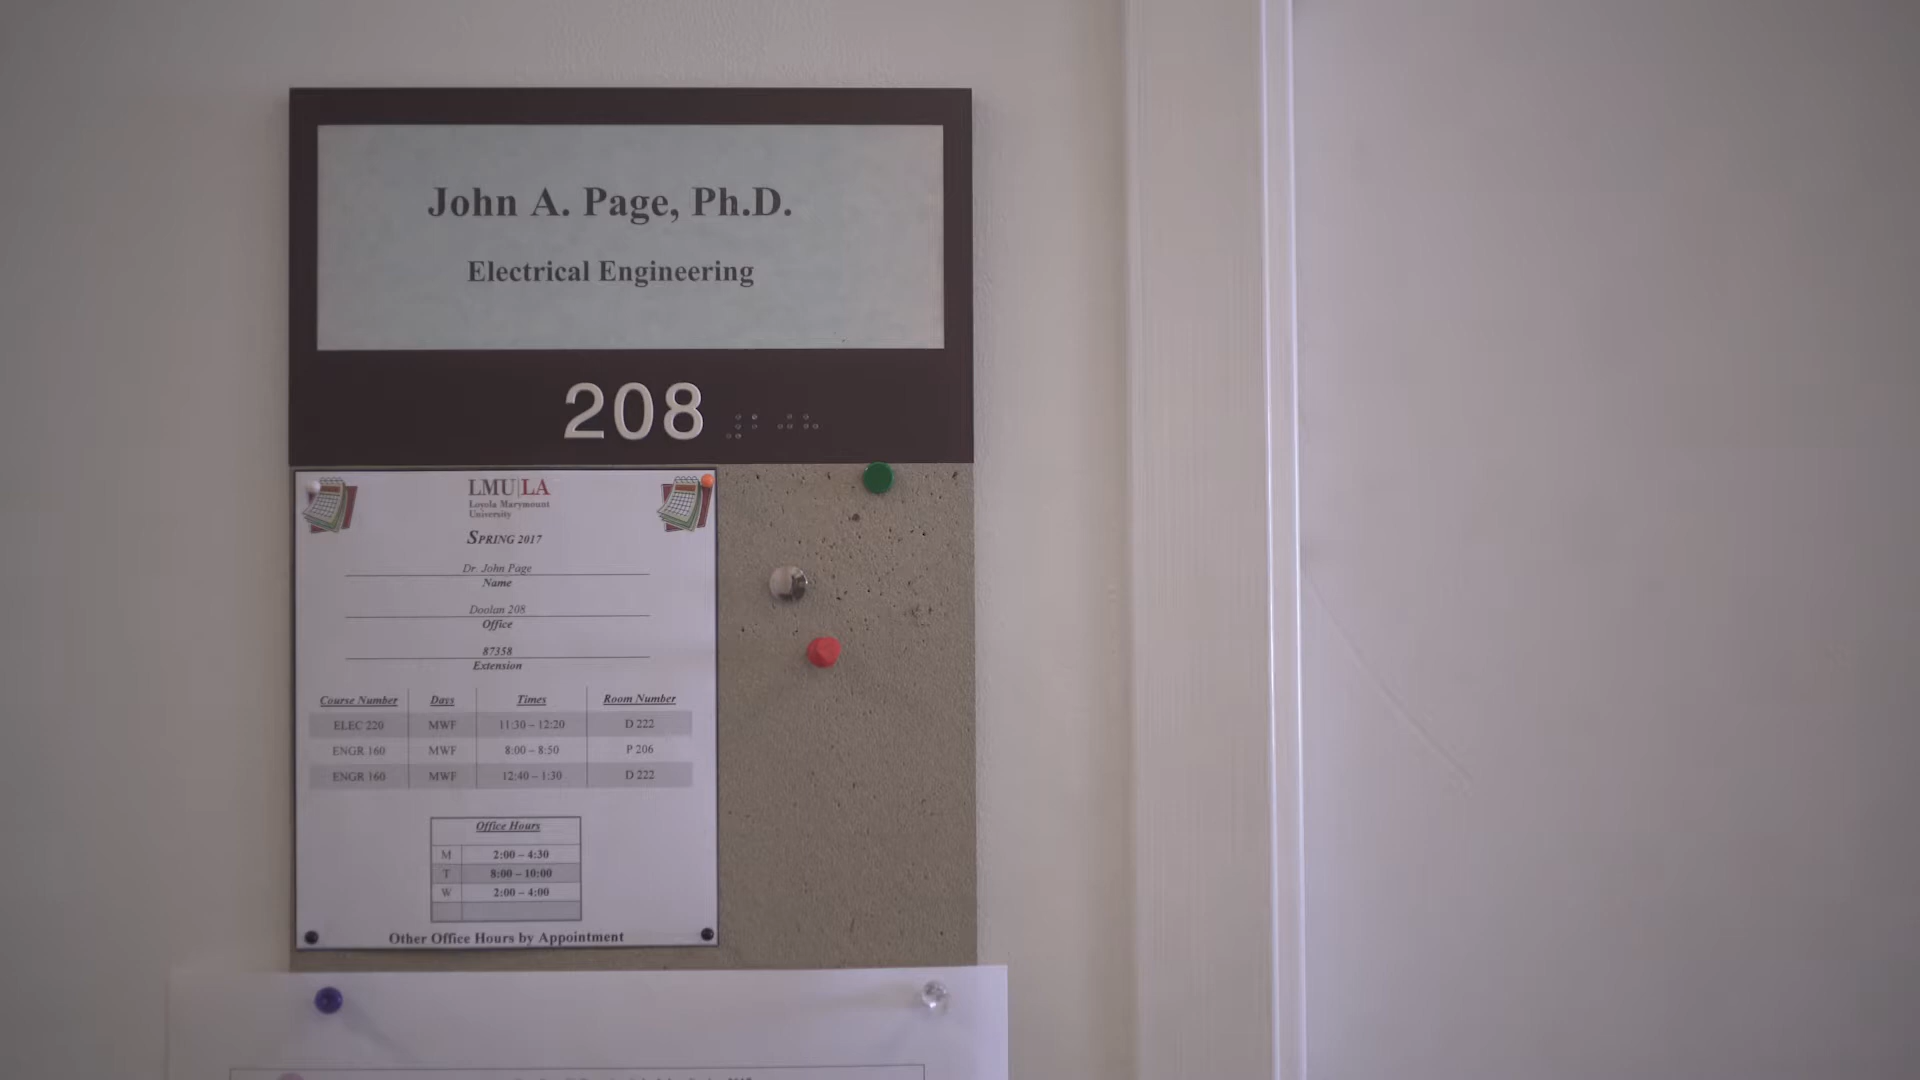 John A. Page, Ph.D.
Electrical Engineering
208
LMU|LA
Loyola Marymount
University
SPRING 2017
Dr. John Page
Name
Doolan 208
Office
87358
Extension
Course Number Days Times Room Number
ELEC 220 MWF 11:30 – 12:20 D 222
ENGR 160 MWF 8:00 – 8:50 P 206
ENGR 160 MWF 12:40 – 1:30 D 222
Office Hours
M 2:00 – 4:30
T 8:00 – 10:00
W 2:00 – 4:00
Other Office Hours by Appointment